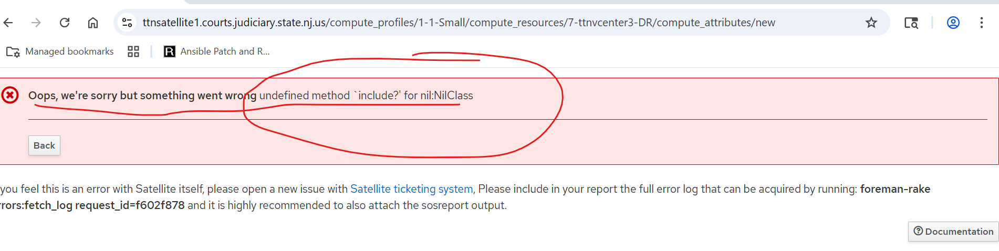 ttnsatellite1.courts.judiciary.state.nj.us/compute_profiles/1-1-Small/compute_resources/7-ttnvcenter3-DR/compute_attributes/new
Managed bookmarks
Ansible Patch and R...
Oops, we're sorry but something went wrong undefined method `include?' for nil:NilClass
Back
you feel this is an error with Satellite itself, please open a new issue with Satellite ticketing system, Please include in your report the full error log that can be acquired by running: foreman-rake
rrors:fetch_log request_id=f602f878 and it is highly recommended to also attach the sosreport output.
Documentation